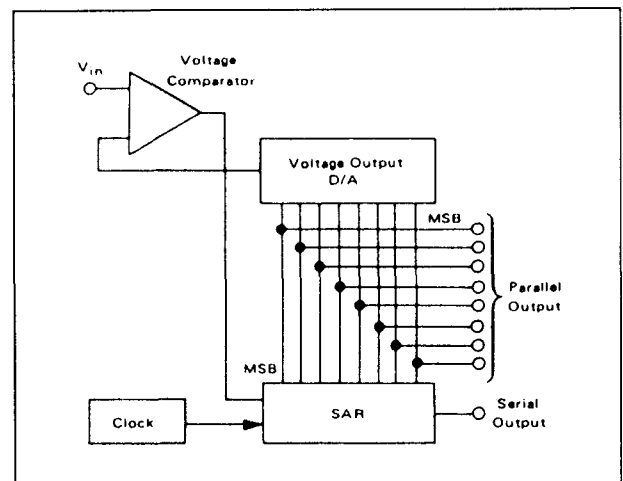 Voltage
Comparator
Vin
Voltage Output
D/A
MSB
Parallel
Output
MSB
SAR
Clock
Serial
Output